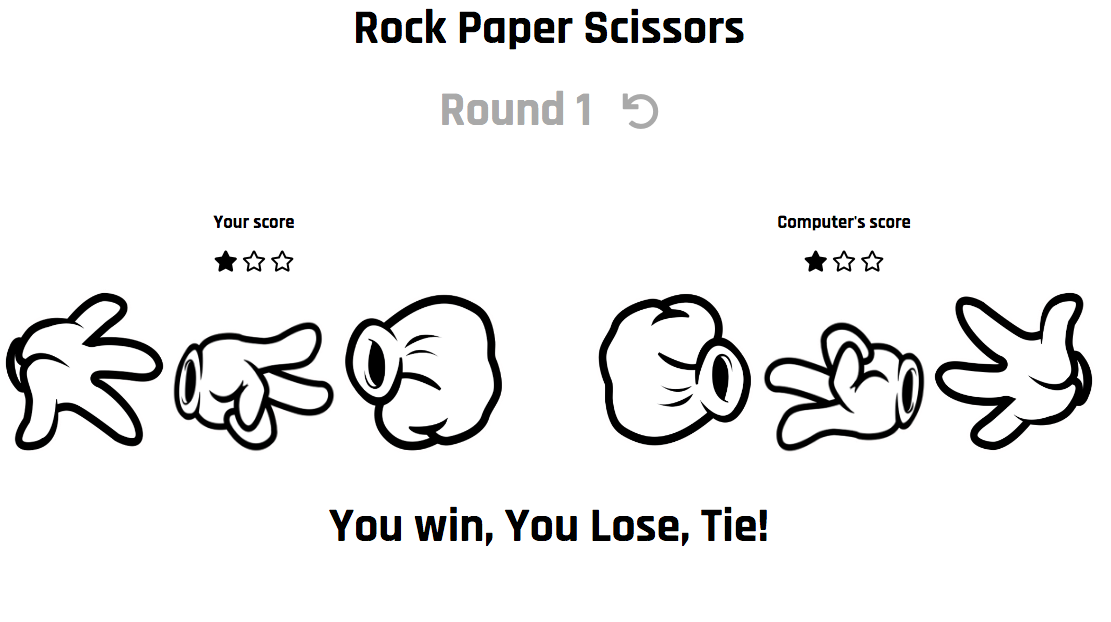 Rock Paper Scissors
Round 1
Your score
Computer's score
You win, You Lose, Tie!